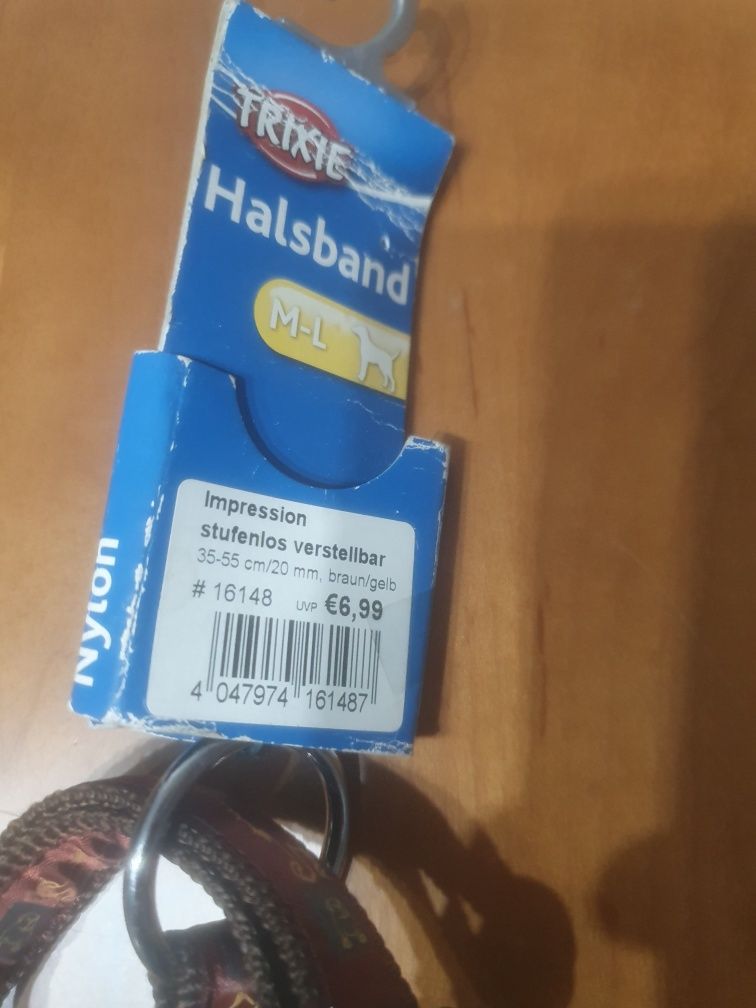 TRIXIE
Halsband
M-L
Nylon
Impression
stufenlos verstellbar
35-55 cm/20 mm, braun/gelb
# 16148 UVP €6,99
4 047974 161487